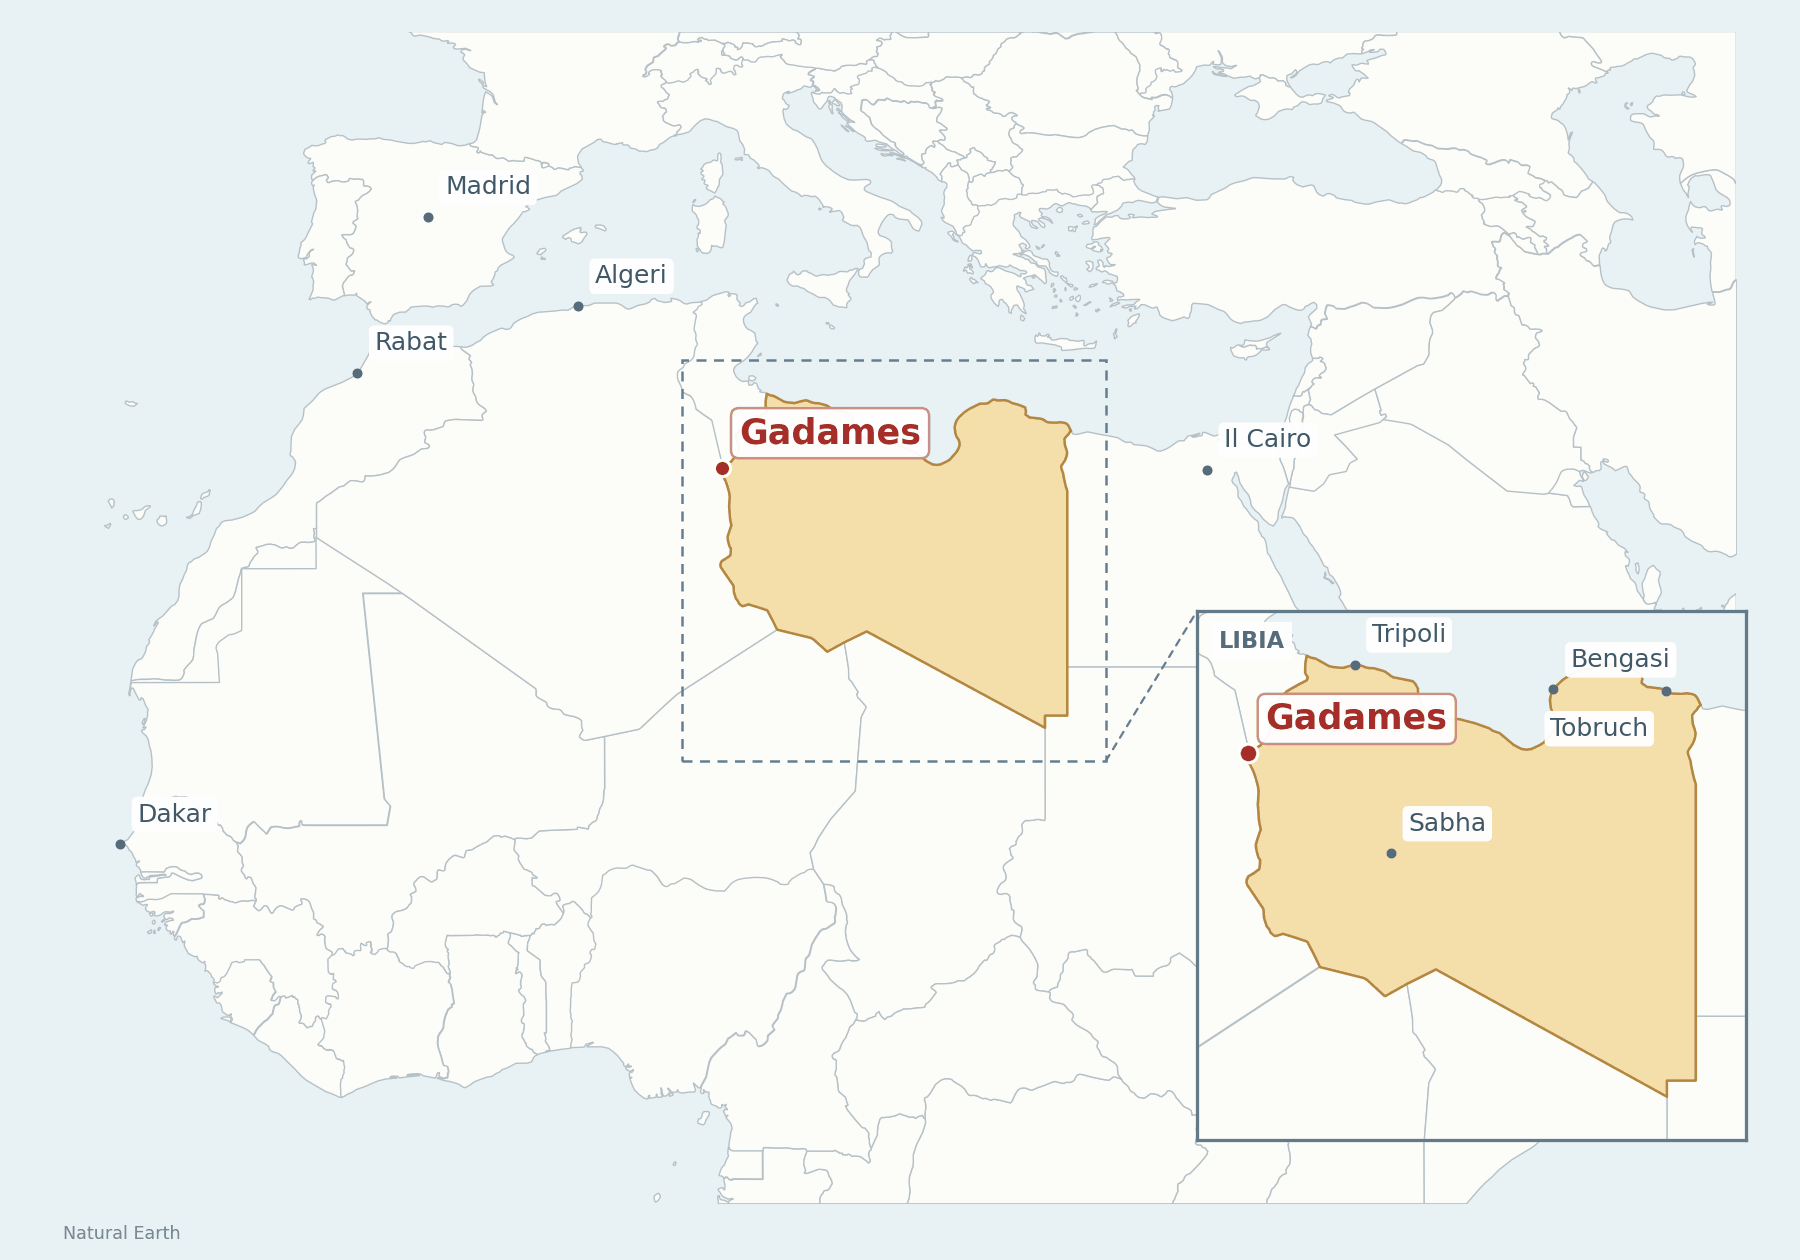 Madrid
Algeri
Rabat
Gadames
Il Cairo
LIBIA
Tripoli
Bengasi
Gadames
Tobruch
Sabha
Dakar
Natural Earth